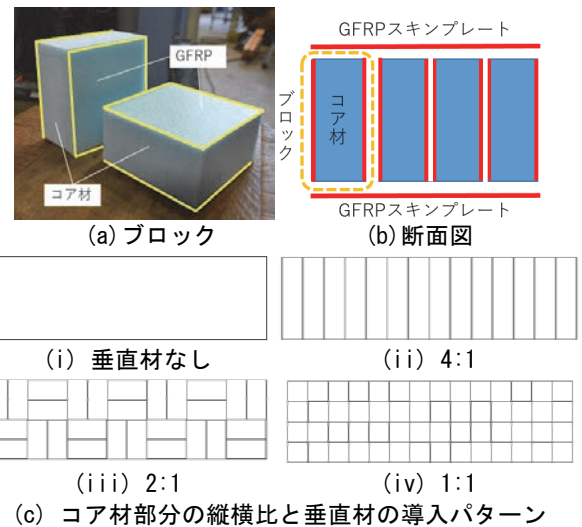 GFRP
コア材
(a)ブロック
GFRPスキンプレート
ブロック
コア材
GFRPスキンプレート
(b)断面図
(i) 垂直材なし
(ii) 4:1
(iii) 2:1
(iv) 1:1
(c) コア材部分の縦横比と垂直材の導入パターン